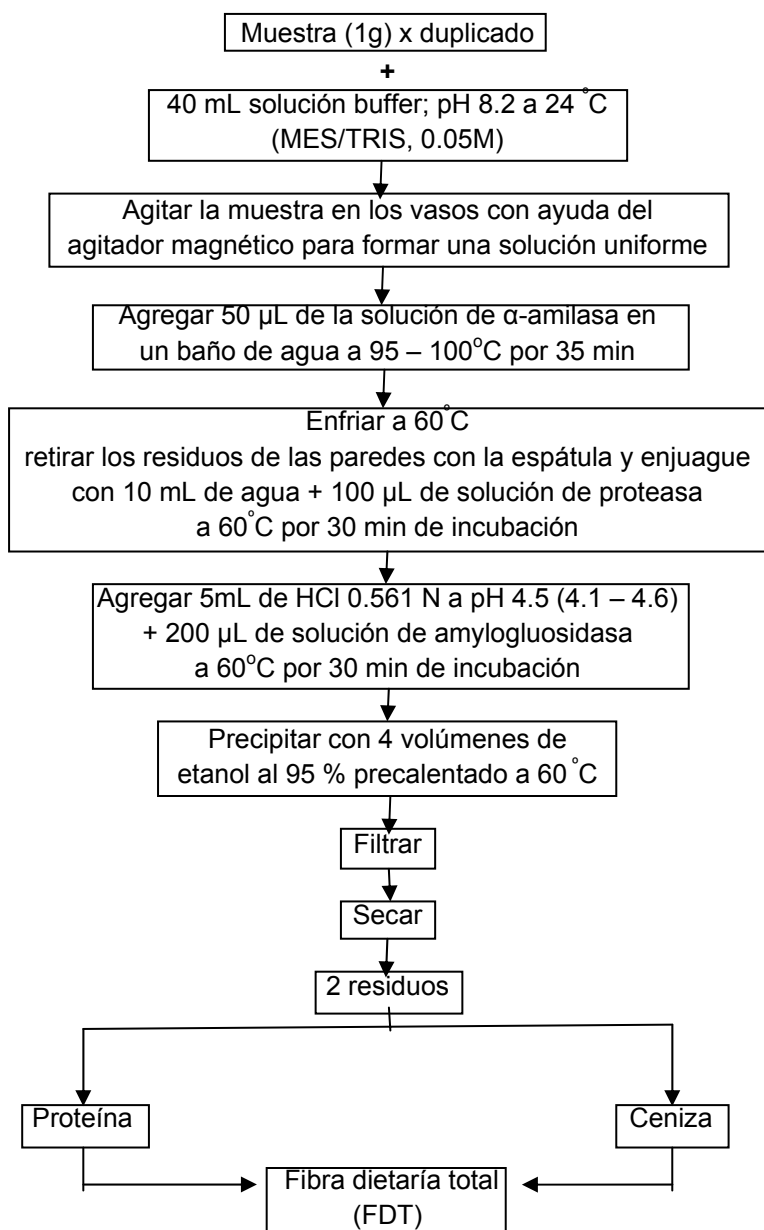 Muestra (1g) x duplicado
+
40 mL solución buffer; pH 8.2 a 24 °C
(MES/TRIS, 0.05M)
Agitar la muestra en los vasos con ayuda del
agitador magnético para formar una solución uniforme
Agregar 50 µL de la solución de α-amilasa en
un baño de agua a 95 – 100°C por 35 min
Enfriar a 60°C
retirar los residuos de las paredes con la espátula y enjuague
con 10 mL de agua + 100 µL de solución de proteasa
a 60°C por 30 min de incubación
Agregar 5mL de HCl 0.561 N a pH 4.5 (4.1 – 4.6)
+ 200 µL de solución de amylogluosidasa
a 60°C por 30 min de incubación
Precipitar con 4 volúmenes de
etanol al 95 % precalentado a 60 °C
Filtrar
Secar
2 residuos
Proteína
Ceniza
Fibra dietaría total
(FDT)